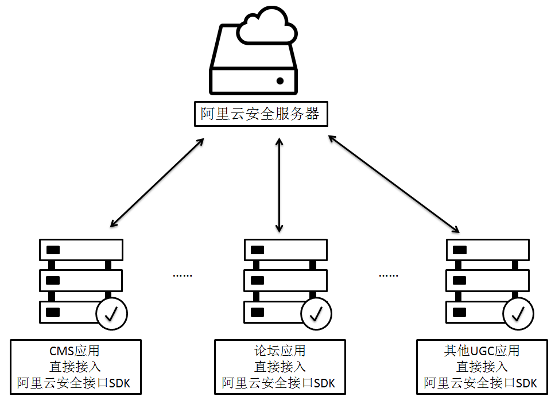 阿里云安全服务器
……
……
CMS应用
直接接入
阿里云安全接口SDK
论坛应用
直接接入
阿里云安全接口SDK
其他UGC应用
直接接入
阿里云安全接口SDK